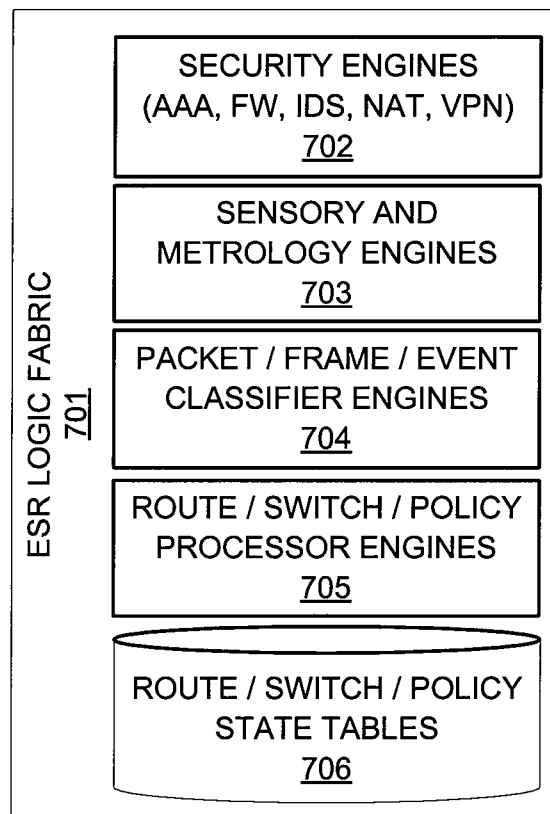 ESR LOGIC FABRIC
701
SECURITY ENGINES
(AAA, FW, IDS, NAT, VPN)
702
SENSORY AND
METROLOGY ENGINES
703
PACKET / FRAME / EVENT
CLASSIFIER ENGINES
704
ROUTE / SWITCH / POLICY
PROCESSOR ENGINES
705
ROUTE / SWITCH / POLICY
STATE TABLES
706